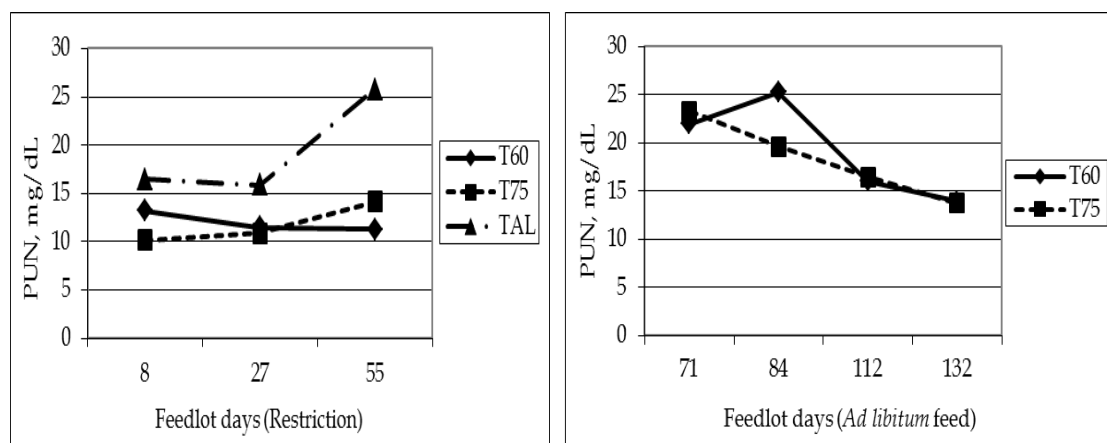 30
25
20
15
10
5
0
PUN, mg/ dL
8 27 55
Feedlot days (Restriction)
T60
T75
TAL
30
25
20
15
10
5
0
PUN, mg/ dL
71 84 112 132
Feedlot days (Ad libitum feed)
T60
T75